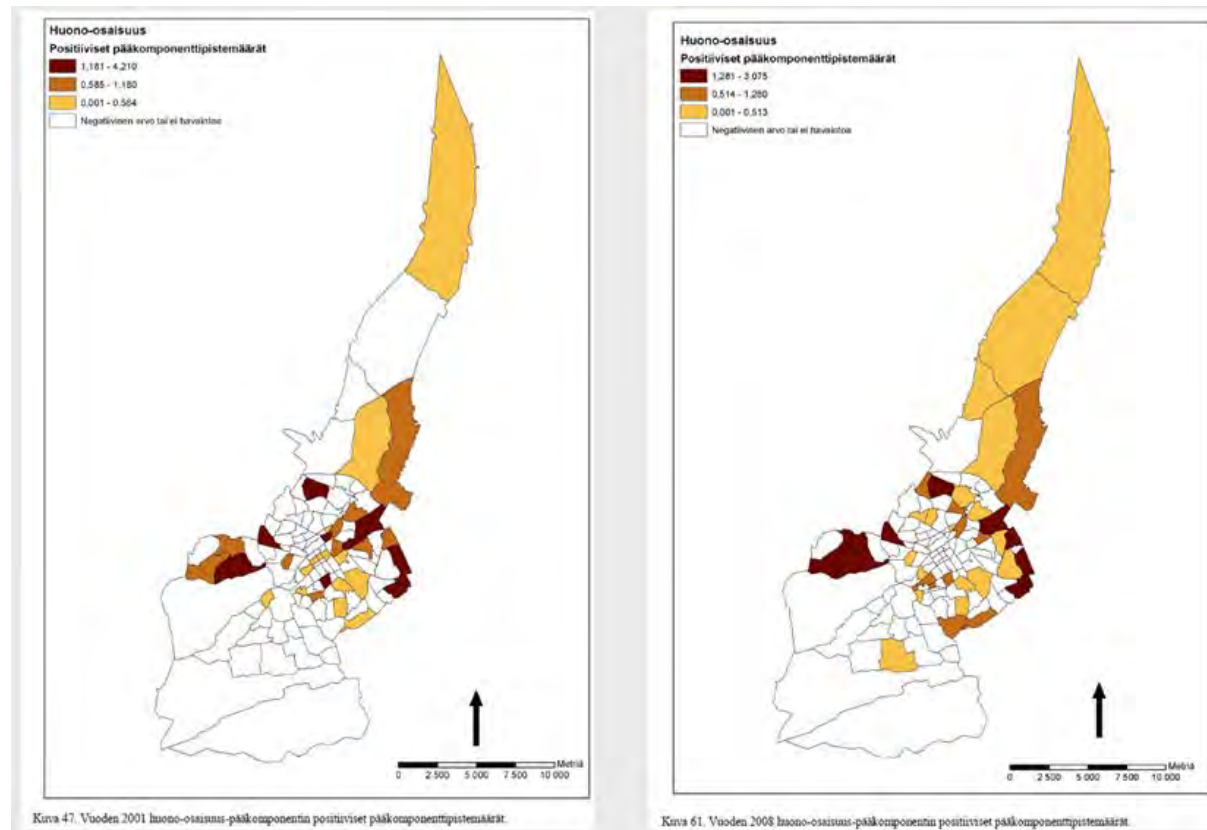 Huono-osaisuus
Positiiviset pääkomponenttipistemäärät
1,181 - 4,210
0,585 - 1,180
0,001 - 0,584
Negatiivinen arvo tai ei havaintoa
Metriä
0 2 500 5 000 7 500 10 000
Kuva 47. Vuoden 2001 huono-osaisuus-pääkomponentin positiiviset pääkomponenttipistemäärät.
Huono-osaisuus
Positiiviset pääkomponenttipistemäärät
1,281 - 3,075
0,514 - 1,280
0,001 - 0,513
Negatiivinen arvo tai ei havaintoa
Metriä
0 2 500 5 000 7 500 10 000
Kuva 61. Vuoden 2008 huono-osaisuus-pääkomponentin positiiviset pääkomponenttipistemäärät.